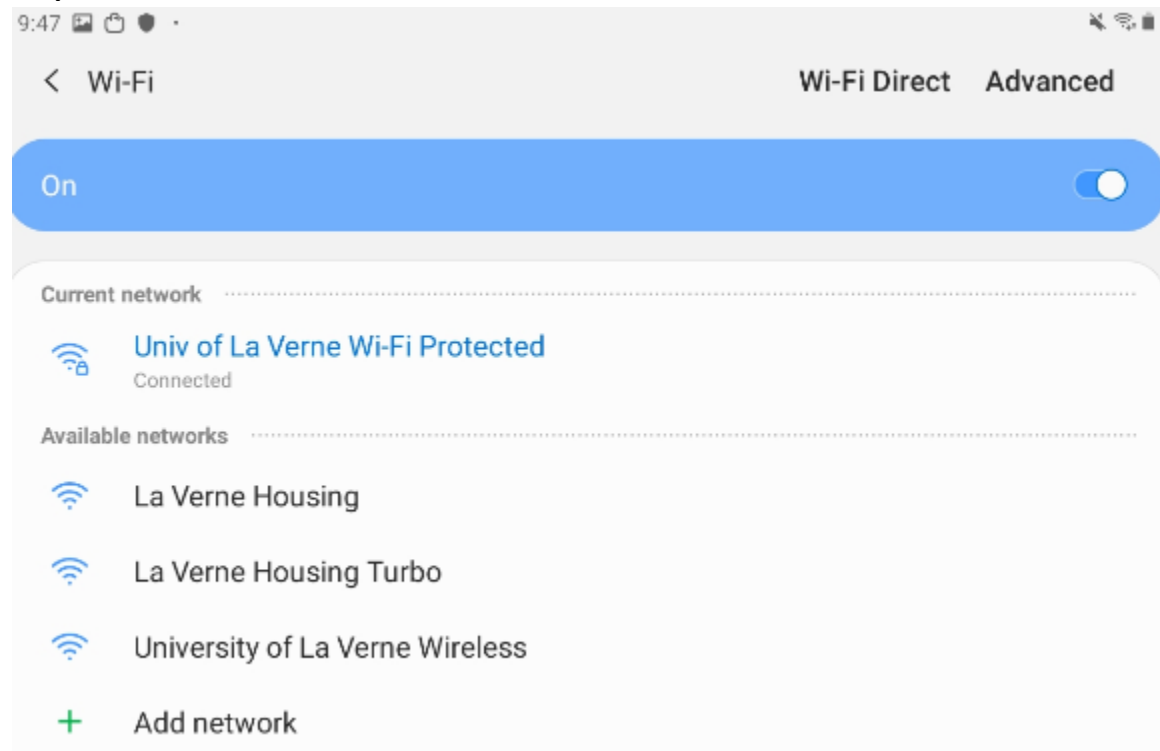 9:47
Wi-Fi Wi-Fi Direct Advanced
On
Current network
Univ of La Verne Wi-Fi Protected
Connected
Available networks
La Verne Housing
La Verne Housing Turbo
University of La Verne Wireless
Add network